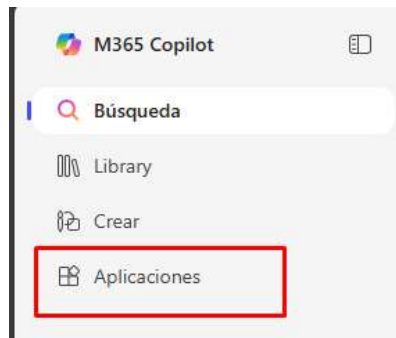 M365 Copilot
Búsqueda
Library
Crear
Aplicaciones